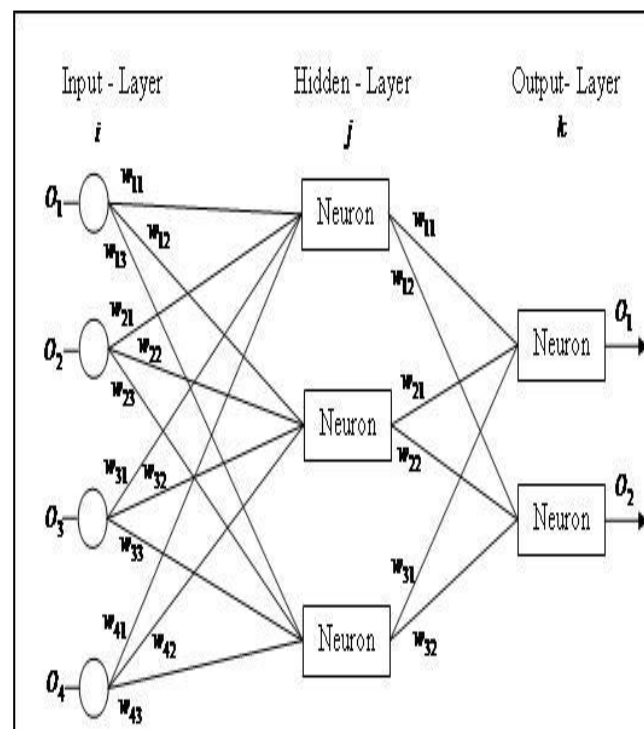 Input - Layer Hidden - Layer Output- Layer
i j k
O1 w11 w12 w13
O2 w21 w22 w23
O3 w31 w32 w33
O4 w41 w42 w43
Neuron w11 w12
Neuron w21 w22
Neuron w31 w32
Neuron O1
Neuron O2